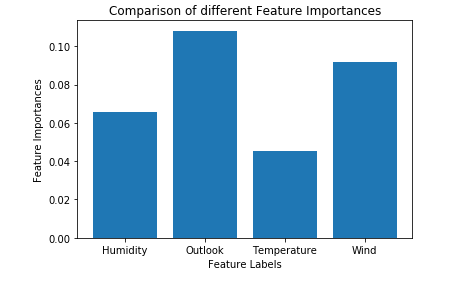 Comparison of different Feature Importances
Feature Importances
0.10
0.08
0.06
0.04
0.02
0.00
Humidity Outlook Temperature Wind
Feature Labels